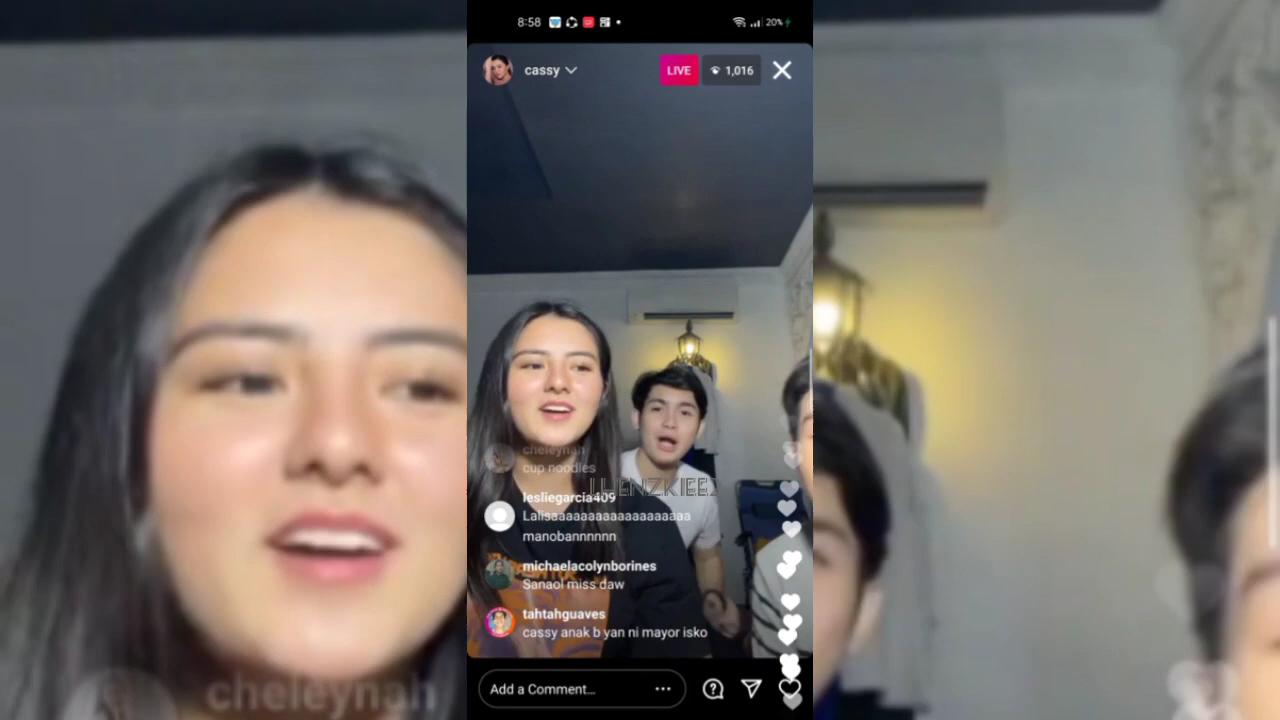 8:58
20%
cassy
LIVE
1,016
cheleynah
cup noodles
lesliegarcia409
Lalisaaaaaaaaaaaaaaaaaaa
manobannnnnn
michaelacolynborines
Sanaol miss daw
tahtahguaves
cassy anak b yan ni mayor isko
Add a Comment...
cheleynah